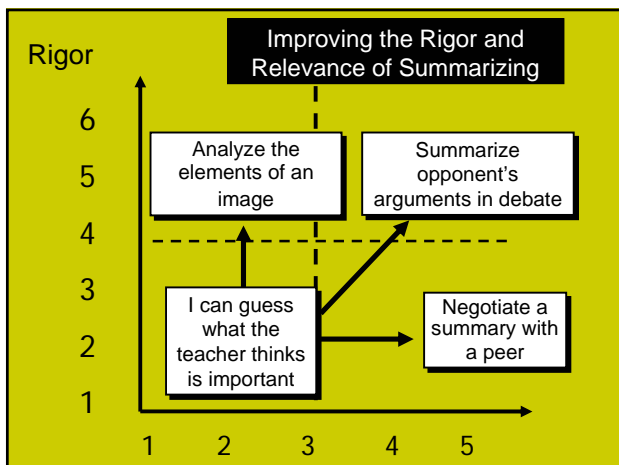 Improving the Rigor and
Relevance of Summarizing
Rigor
6
5
4
3
2
1
Analyze the
elements of an
image
Summarize
opponent's
arguments in debate
I can guess
what the
teacher thinks
is important
Negotiate a
summary with
a peer
1 2 3 4 5